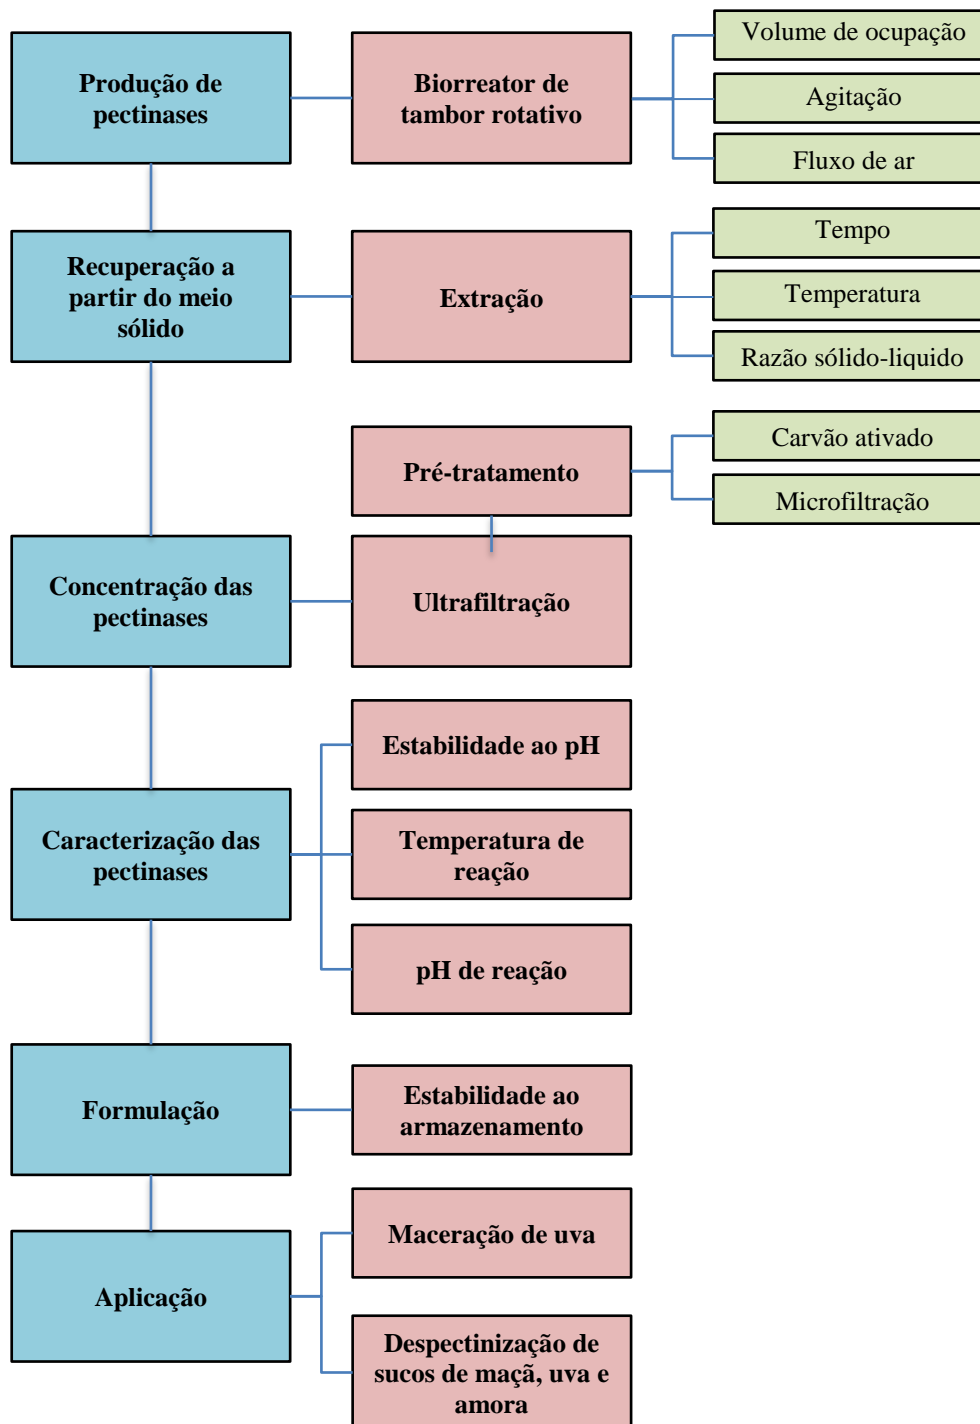 Produção de
pectinases
Biorreator de
tambor rotativo
Volume de ocupação
Agitação
Fluxo de ar
Recuperação a
partir do meio
sólido
Extração
Tempo
Temperatura
Razão sólido-liquido
Pré-tratamento
Carvão ativado
Microfiltração
Concentração das
pectinases
Ultrafiltração
Caracterização das
pectinases
Estabilidade ao pH
Temperatura de
reação
pH de reação
Formulação
Estabilidade ao
armazenamento
Aplicação
Maceração de uva
Despectinização de
sucos de maçã, uva e
amora